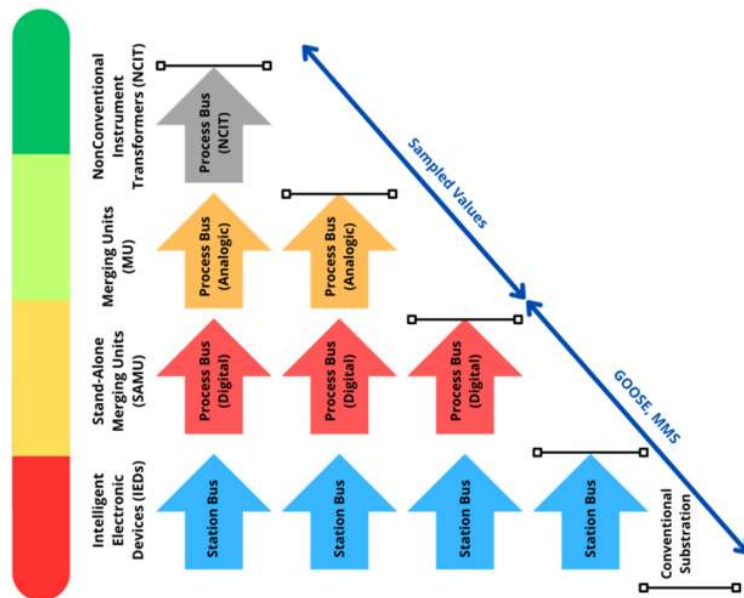 NonConventional
Instrument
Transformers (NCIT)
Process Bus
(NCIT)
Sampled Values
Merging Units
(MU)
Process Bus
(Analogic)
Process Bus
(Analogic)
Stand-Alone
Merging Units
(SAMU)
Process Bus
(Digital)
Process Bus
(Digital)
Process Bus
(Digital)
GOOSE, MMS
Intelligent
Electronic
Devices (IEDs)
Station Bus
Station Bus
Station Bus
Station Bus
Conventional
Substration